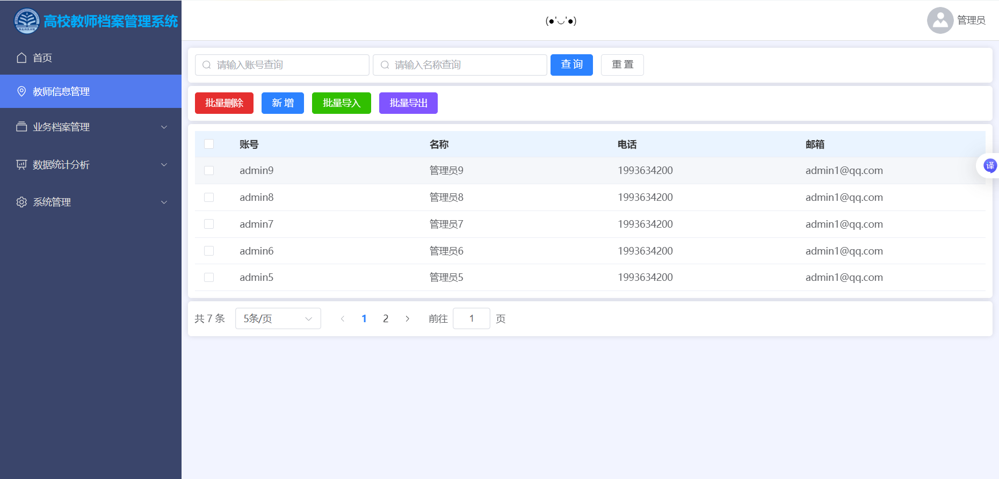 高校教师档案管理系统
(●'◡'●)
管理员
首页
教师信息管理
业务档案管理
数据统计分析
系统管理
请输入账号查询 请输入名称查询 查 询 重 置
批量删除 新 增 批量导入 批量导出
账号 名称 电话 邮箱
admin9 管理员9 1993634200 admin1@qq.com
admin8 管理员8 1993634200 admin1@qq.com
admin7 管理员7 1993634200 admin1@qq.com
admin6 管理员6 1993634200 admin1@qq.com
admin5 管理员5 1993634200 admin1@qq.com
译
共 7 条 5条/页 1 2 前往 1 页